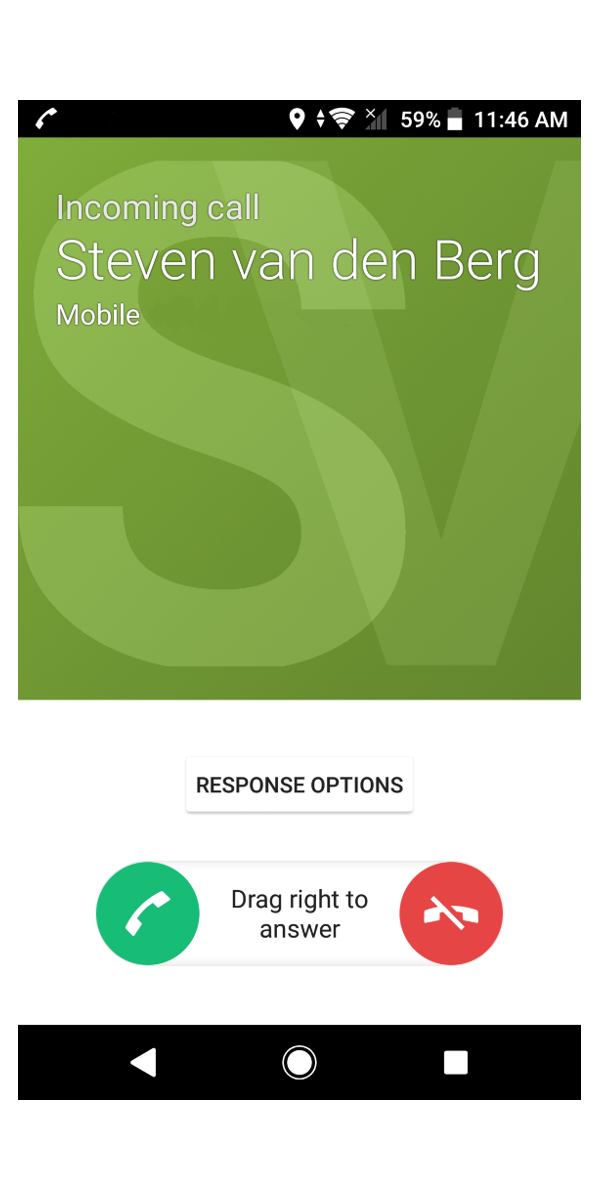 59% 11:46 AM
Incoming call
Steven van den Berg
Mobile
SV
RESPONSE OPTIONS
Drag right to
answer